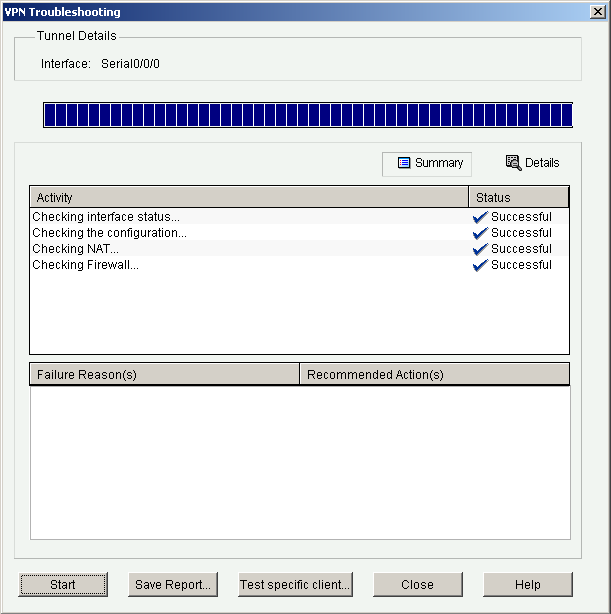 VPN Troubleshooting
Tunnel Details
Interface: Serial0/0/0
Summary Details
Activity Status
Checking interface status... Successful
Checking the configuration... Successful
Checking NAT... Successful
Checking Firewall... Successful
Failure Reason(s) Recommended Action(s)
Start Save Report... Test specific client... Close Help